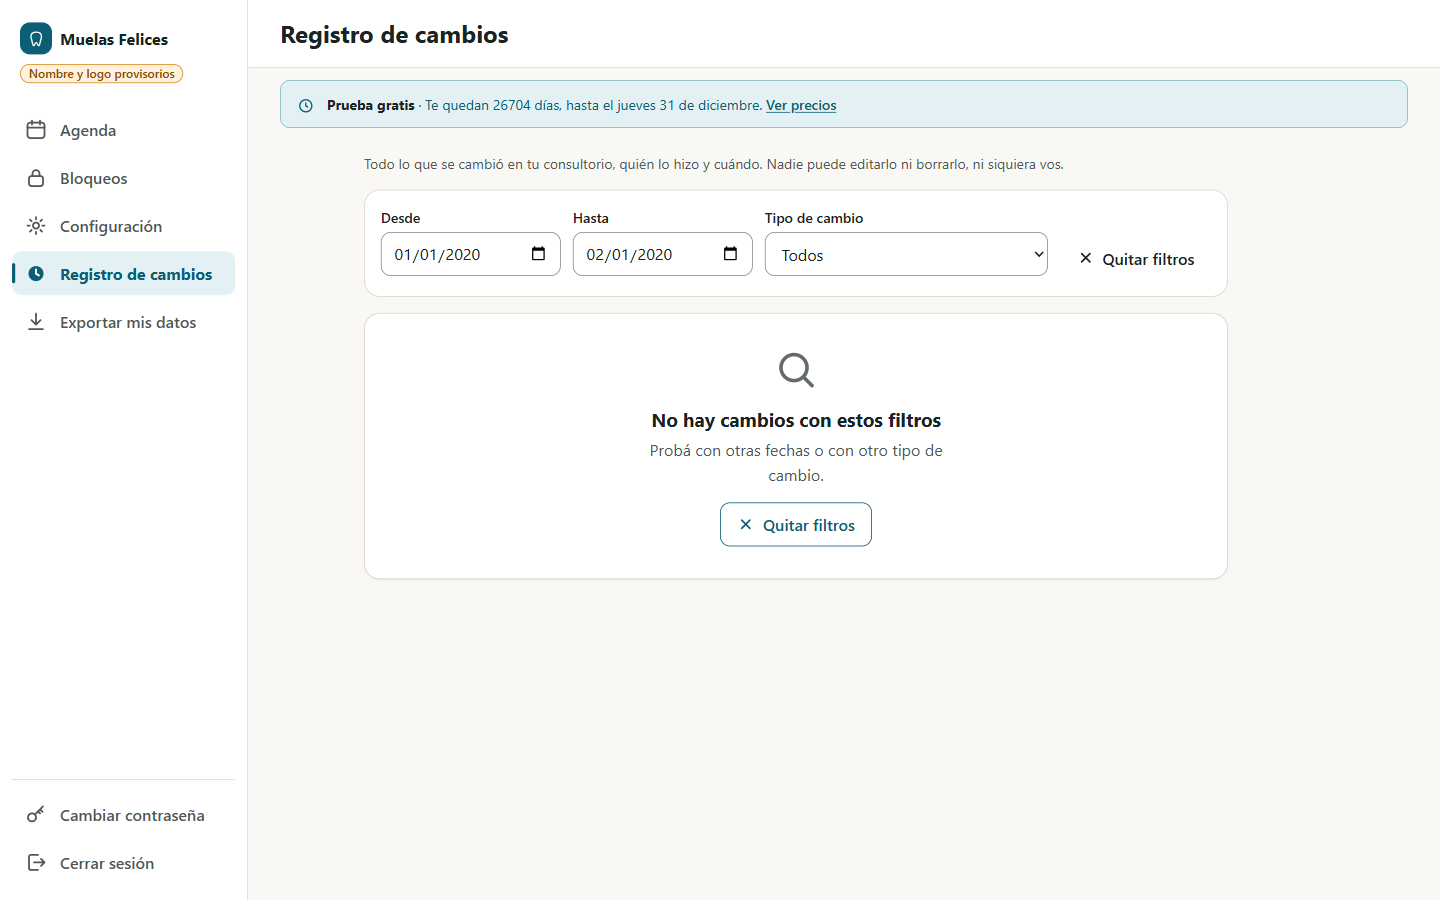 Muelas Felices
Nombre y logo provisorios
Agenda
Bloqueos
Configuración
Registro de cambios
Exportar mis datos
Cambiar contraseña
Cerrar sesión
Registro de cambios
Prueba gratis · Te quedan 26704 días, hasta el jueves 31 de diciembre. Ver precios
Todo lo que se cambió en tu consultorio, quién lo hizo y cuándo. Nadie puede editarlo ni borrarlo, ni siquiera vos.
Desde Hasta Tipo de cambio
01/01/2020 02/01/2020 Todos Quitar filtros
No hay cambios con estos filtros
Probá con otras fechas o con otro tipo de
cambio.
Quitar filtros